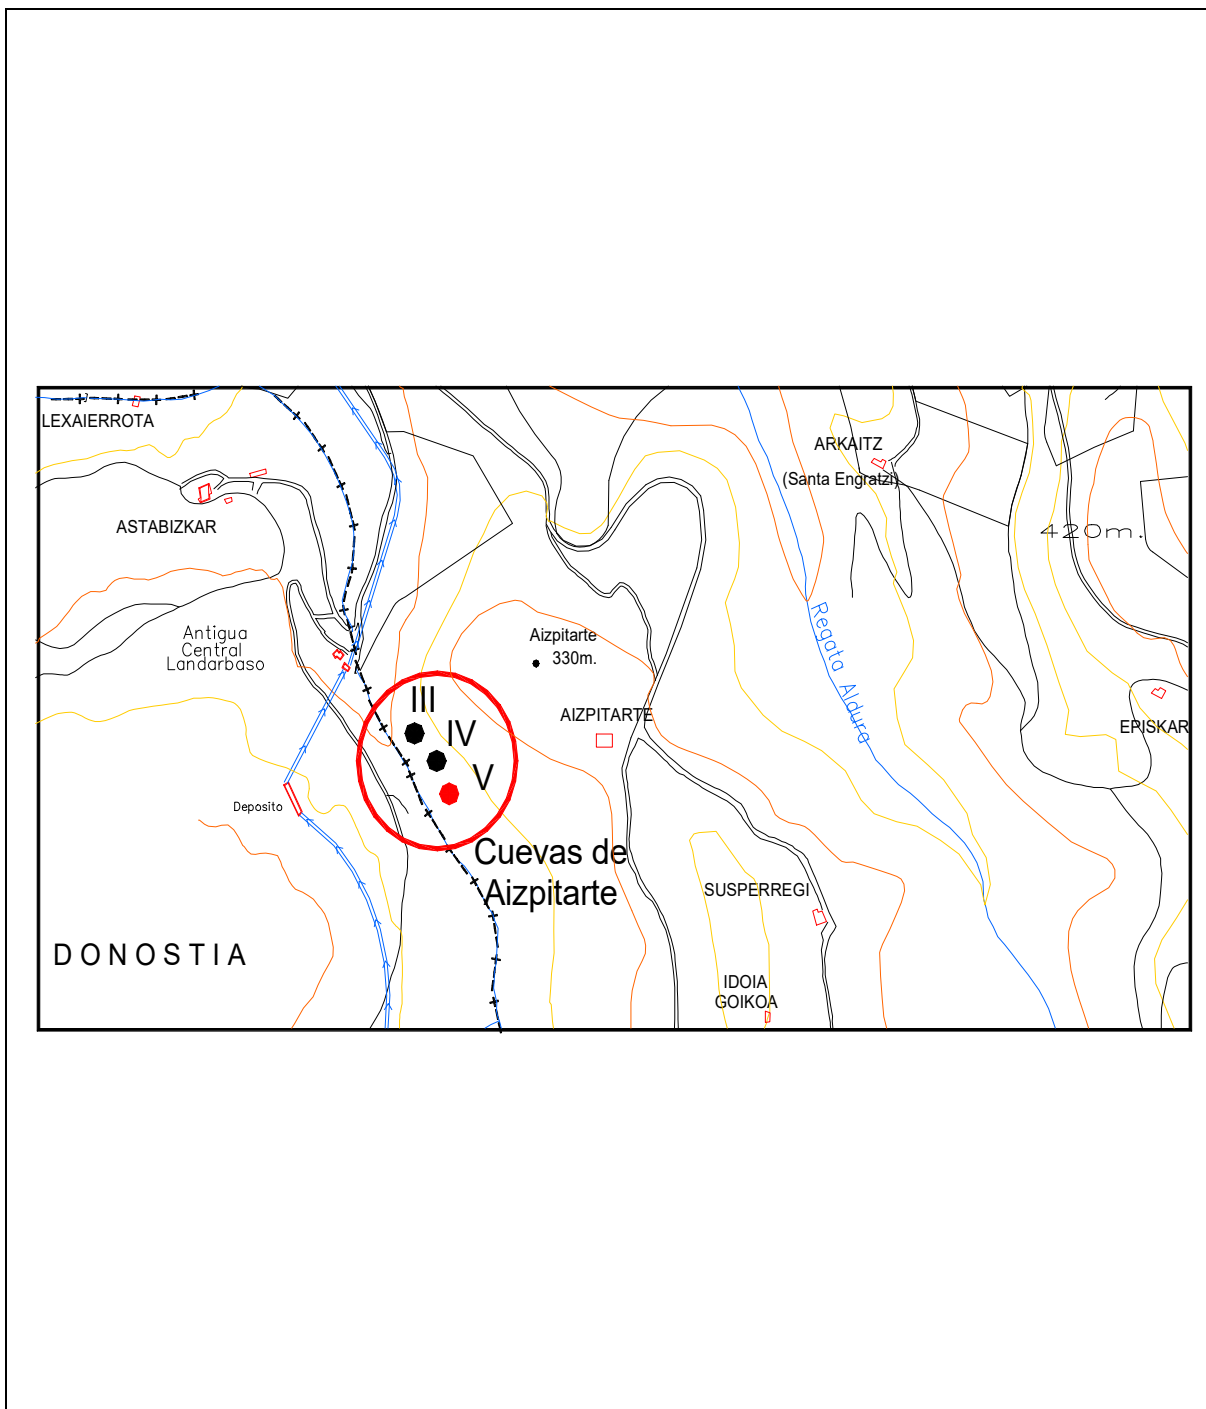 LEXAIERROTA
ARKAITZ
(Santa Engratzi)
ASTABIZKAR
420m.
Antigua
Central
Landarbaso
Aizpitarte
330m.
Regata Aldura
III
AIZPITARTE
IV
EPISKAR
V
Deposito
Cuevas de
Aizpitarte
SUSPERREGI
DONOSTIA
IDOIA
GOIKOA